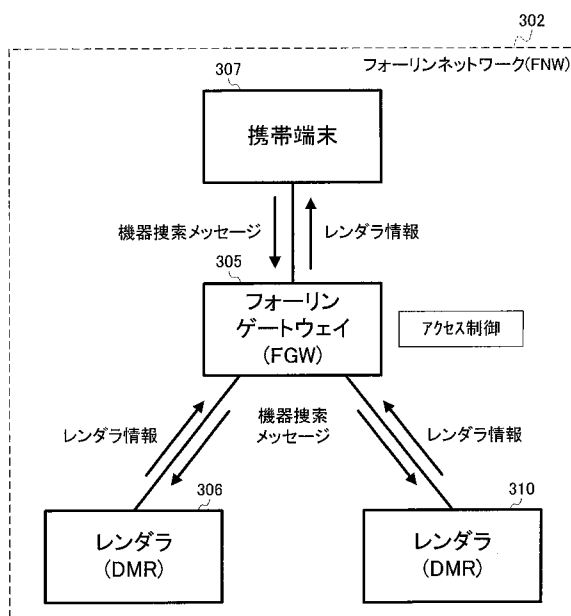 302
フォーリンネットワーク(FNW)
307
携帯端末
機器捜索メッセージ
レンダラ情報
305
フォーリン
ゲートウェイ
(FGW)
アクセス制御
レンダラ情報
機器捜索
メッセージ
レンダラ情報
306
レンダラ
(DMR)
310
レンダラ
(DMR)